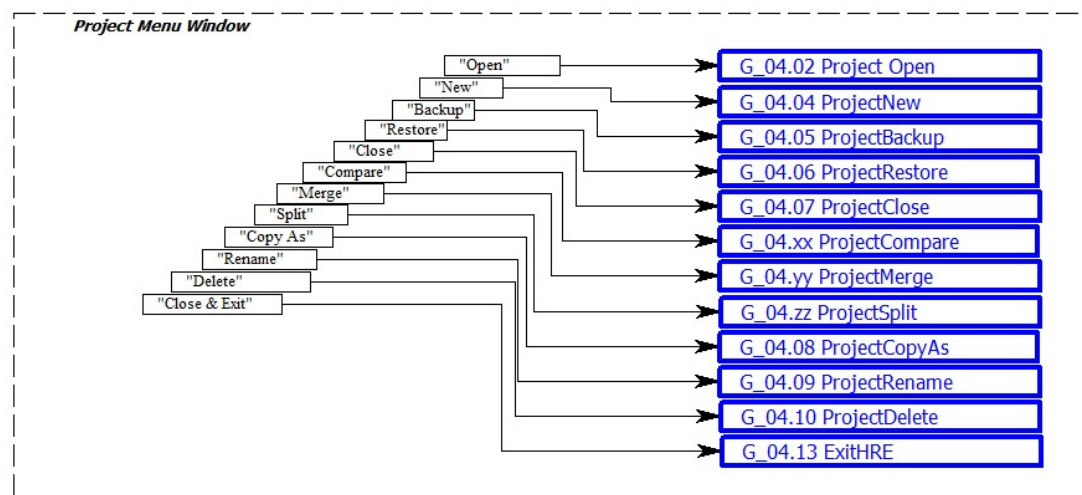 Project Menu Window
"Open"
G_04.02 Project Open
"New"
G_04.04 ProjectNew
"Backup"
G_04.05 ProjectBackup
"Restore"
G_04.06 ProjectRestore
"Close"
G_04.07 ProjectClose
"Compare"
G_04.xx ProjectCompare
"Merge"
G_04.yy ProjectMerge
"Split"
G_04.zz ProjectSplit
"Copy As"
G_04.08 ProjectCopyAs
"Rename"
G_04.09 ProjectRename
"Delete"
G_04.10 ProjectDelete
"Close & Exit"
G_04.13 ExitHRE